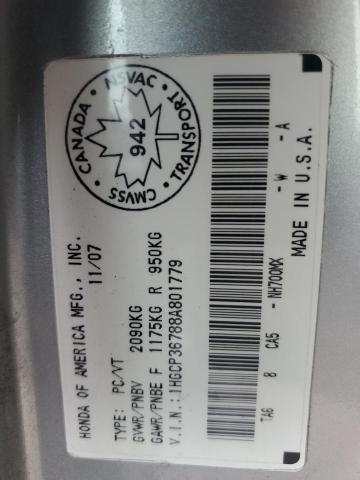 CANADA
NSVAC
TRANSPORT
CMVSS
942
HONDA OF AMERICA MFG., INC.
11/07
TYPE: PC/VT
GVWR/PNBV 2090KG
GAWR/PNBE F 1175KG R 950KG
V.I.N.: 1HGCP36788A801779
TA6 8 CA5 - NH700MX - W - A
MADE IN U.S.A.